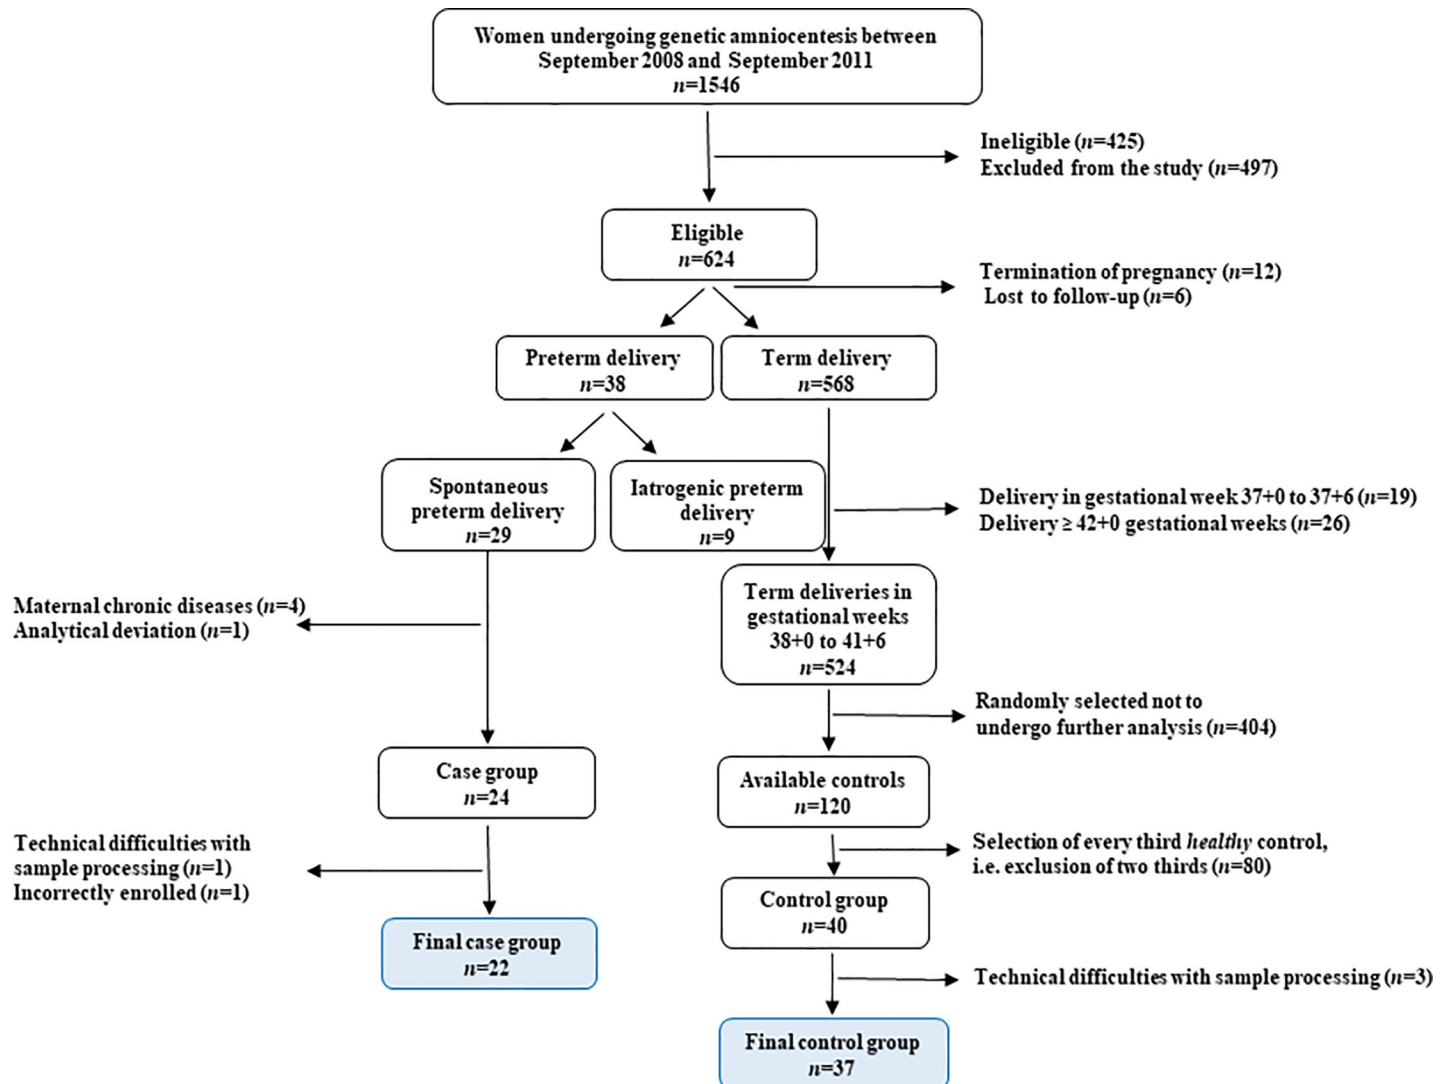 Women undergoing genetic amniocentesis between
September 2008 and September 2011
n=1546
Ineligible (n=425)
Excluded from the study (n=497)
Eligible
n=624
Termination of pregnancy (n=12)
Lost to follow-up (n=6)
Preterm delivery
n=38
Term delivery
n=568
Spontaneous
preterm delivery
n=29
Iatrogenic preterm
delivery
n=9
Delivery in gestational week 37+0 to 37+6 (n=19)
Delivery ≥ 42+0 gestational weeks (n=26)
Maternal chronic diseases (n=4)
Analytical deviation (n=1)
Term deliveries in
gestational weeks
38+0 to 41+6
n=524
Randomly selected not to
undergo further analysis (n=404)
Case group
n=24
Available controls
n=120
Technical difficulties with
sample processing (n=1)
Incorrectly enrolled (n=1)
Selection of every third healthy control,
i.e. exclusion of two thirds (n=80)
Control group
n=40
Final case group
n=22
Technical difficulties with sample processing (n=3)
Final control group
n=37